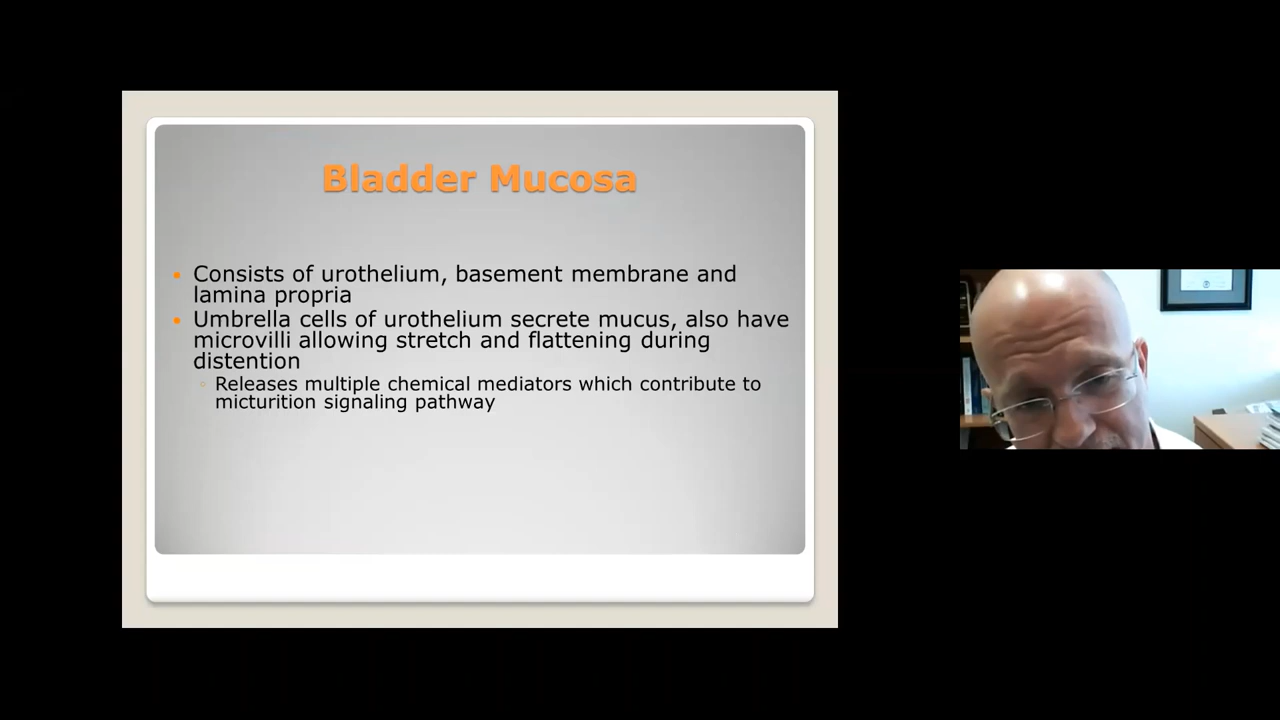 Bladder Mucosa
• Consists of urothelium, basement membrane and
lamina propria
• Umbrella cells of urothelium secrete mucus, also have
microvilli allowing stretch and flattening during
distention
◦ Releases multiple chemical mediators which contribute to
micturition signaling pathway